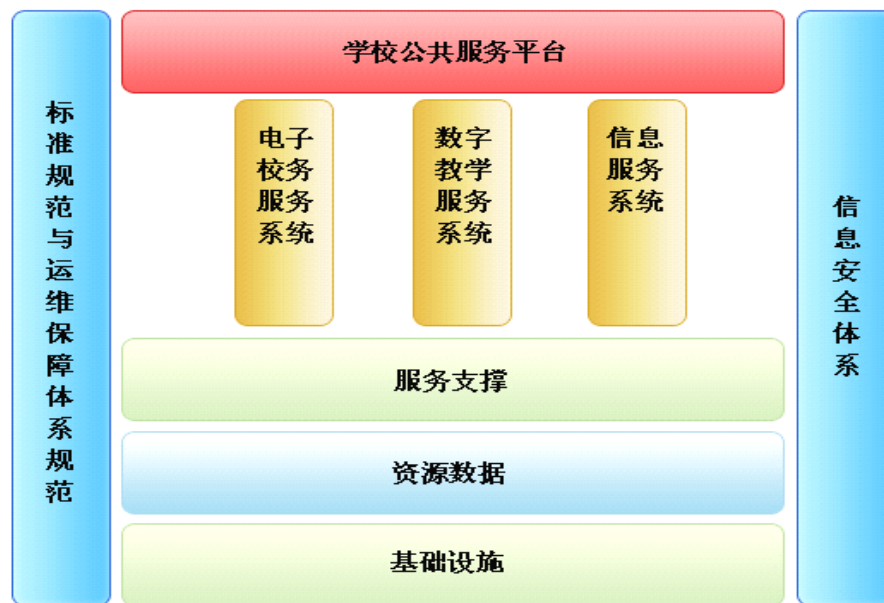 学校公共服务平台
标准规范与运维保障体系规范
电子
校务
服务
系统
数字
教学
服务
系统
信息
服务
系统
信息安全体系
服务支撑
资源数据
基础设施